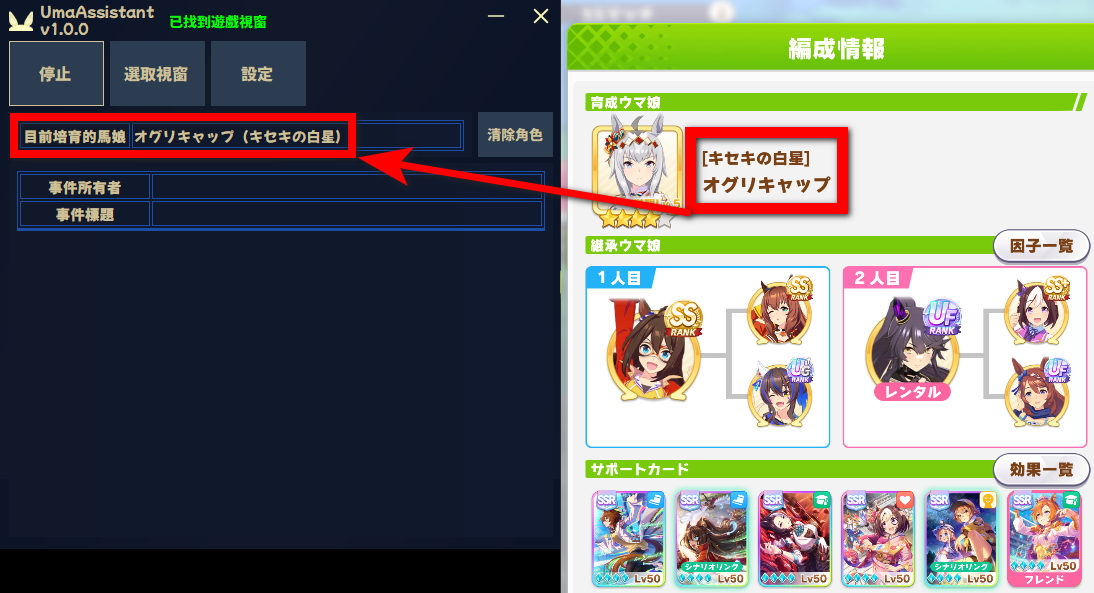 UmaAssistant
v1.0.0
已找到遊戲視窗
停止
選取視窗
設定
目前培育的馬娘
オグリキャップ（キセキの白星）
清除角色
事件所有者
事件標題
編成情報
育成ウマ娘
[キセキの白星]
オグリキャップ
継承ウマ娘
因子一覧
1人目
SS
RANK
SS
RANK
UG
RANK
2人目
UF
RANK
レンタル
SS+
RANK
UF
RANK
サポートカード
効果一覧
SSR
SSR
SSR
SSR
SSR
SSR
シナリオリンク
シナリオリンク
Lv50
Lv50
Lv50
Lv50
Lv50
Lv50
フレンド